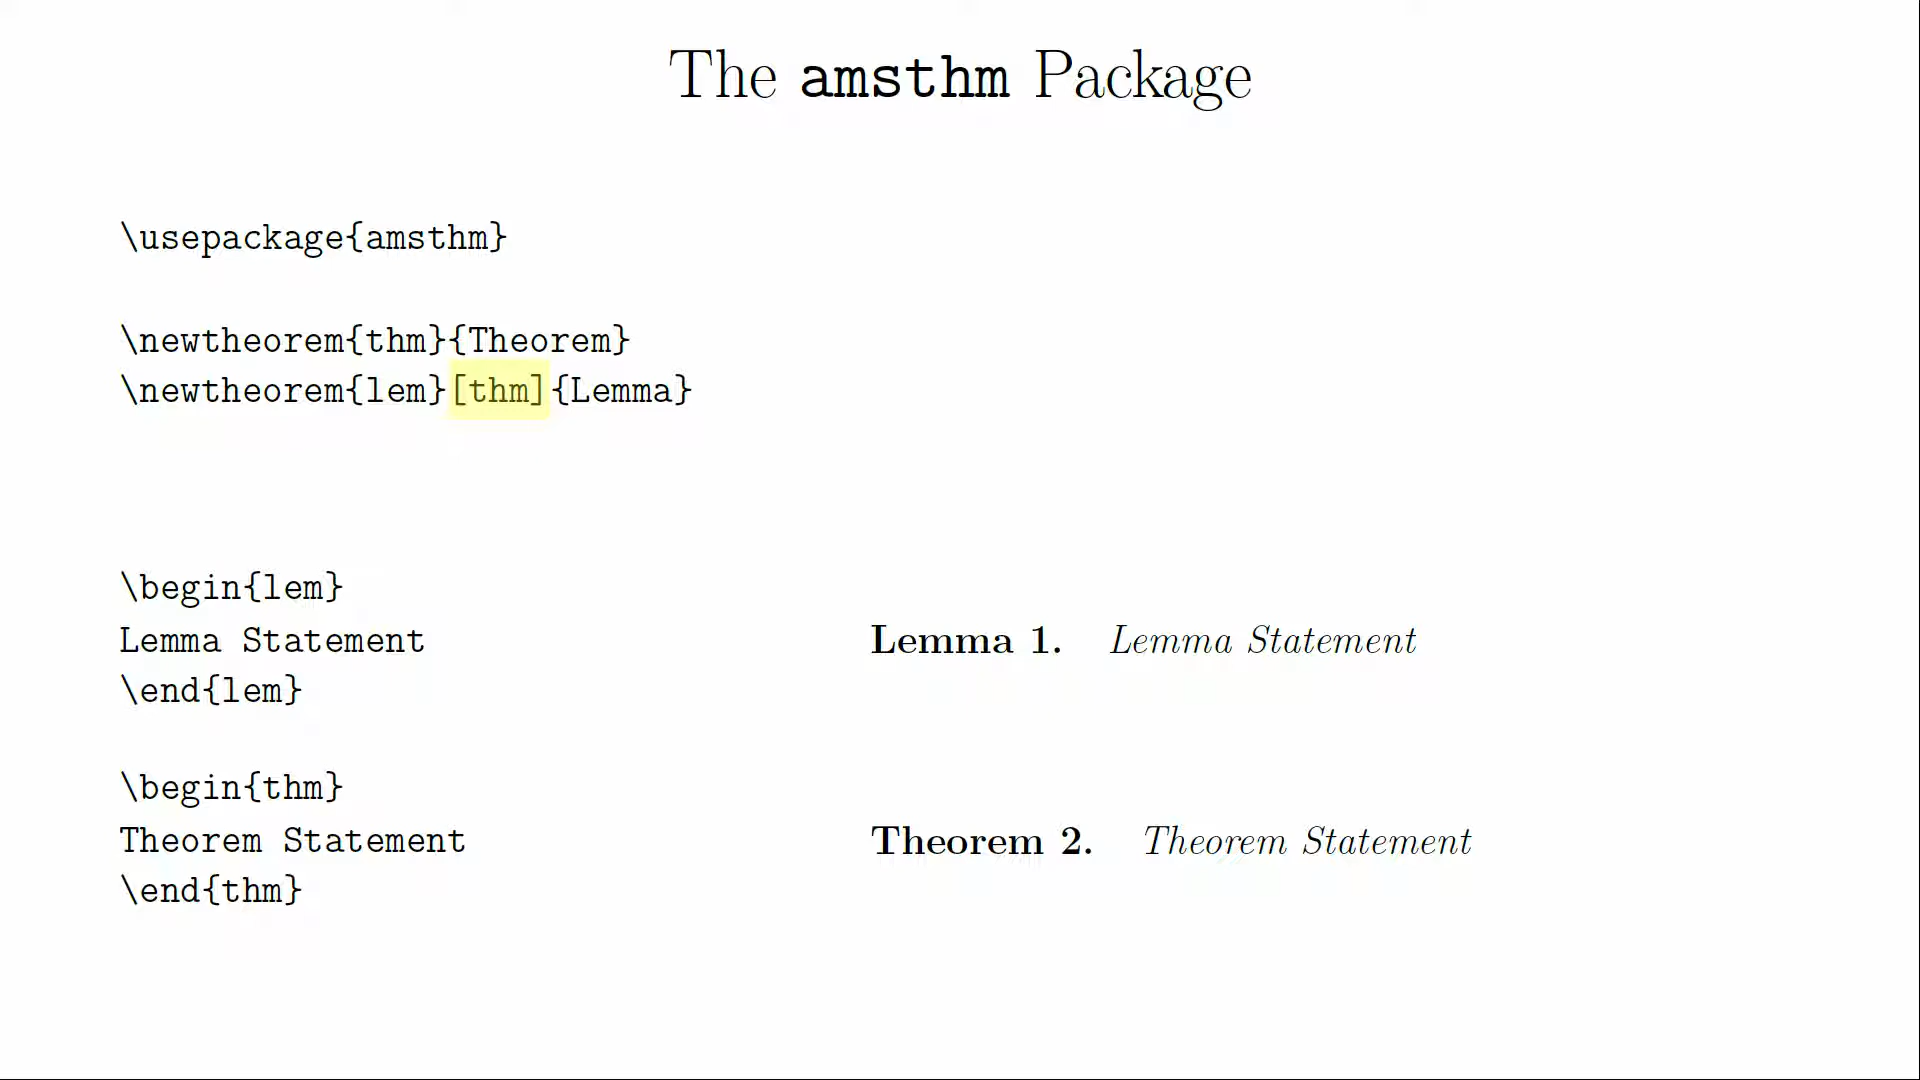 The amsthm Package
\usepackage{amsthm}
\newtheorem{thm}{Theorem}
\newtheorem{lem}[thm]{Lemma}
\begin{lem}
Lemma Statement
\end{lem}
Lemma 1. Lemma Statement
\begin{thm}
Theorem Statement
\end{thm}
Theorem 2. Theorem Statement